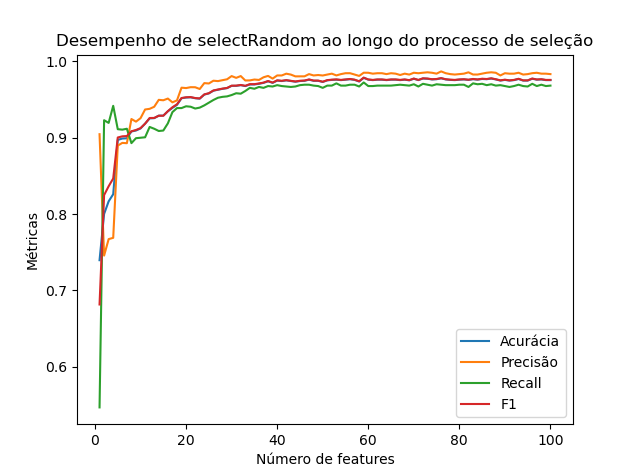 Desempenho de selectRandom ao longo do processo de seleção
1.0
0.9
0.8
0.7
0.6
Métricas
Acurácia
Precisão
Recall
F1
0
20
40
60
80
100
Número de features